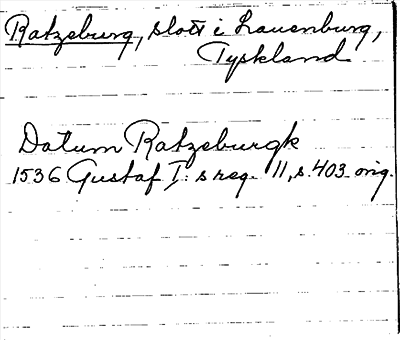 Ratzeburg, slott i Lauenburg,
Tyskland
Datum Ratzeburgk
1536 Gustaf I:s reg. 11, s. 403 orig.